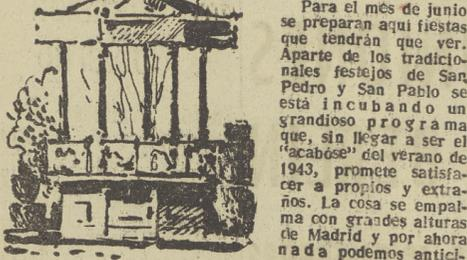 Para el mes de junio
se preparan aquí fiestas
que tendrán que ver.
Aparte de los tradicio-
nales festejos de San
Pedro y San Pablo se
está incubando un
grandioso programa
que, sin llegar a ser el
"acabóse" del verano de
1943, promete satisfa-
cer a propios y extra-
ños. La cosa se empal-
ma con grandes alturas
de Madrid y por ahora
nada podemos antici-